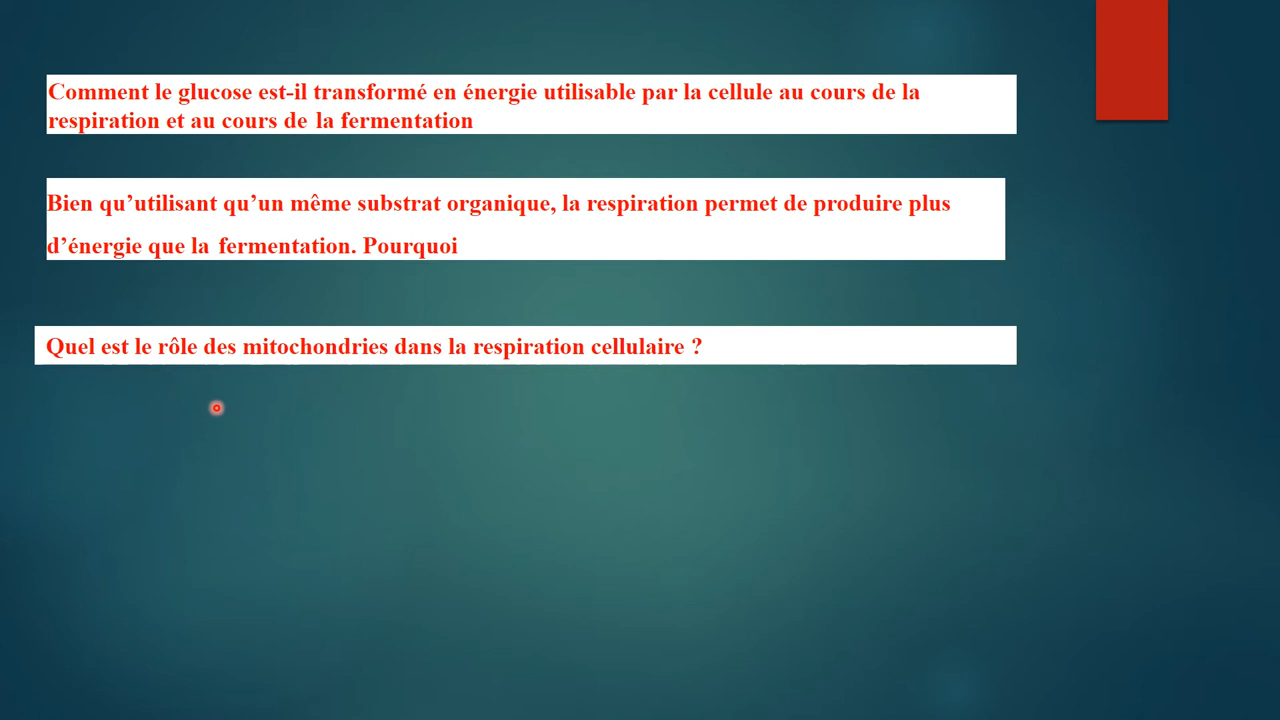 Comment le glucose est-il transformé en énergie utilisable par la cellule au cours de la
respiration et au cours de la fermentation
Bien qu’utilisant qu’un même substrat organique, la respiration permet de produire plus
d’énergie que la fermentation. Pourquoi
Quel est le rôle des mitochondries dans la respiration cellulaire ?